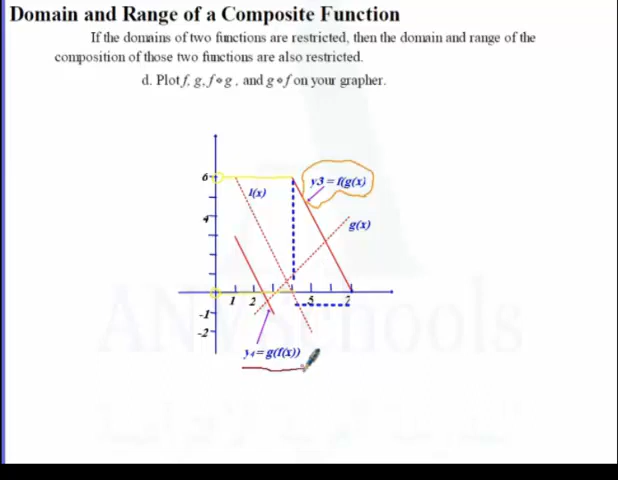 Domain and Range of a Composite Function
If the domains of two functions are restricted, then the domain and range of the
composition of those two functions are also restricted.
d. Plot f, g, f∘g, and g∘f on your grapher.
6
y3 = f(g(x)
f(x)
4
g(x)
1 2 5 7
-1
-2
y4= g(f(x))
ANYSchools